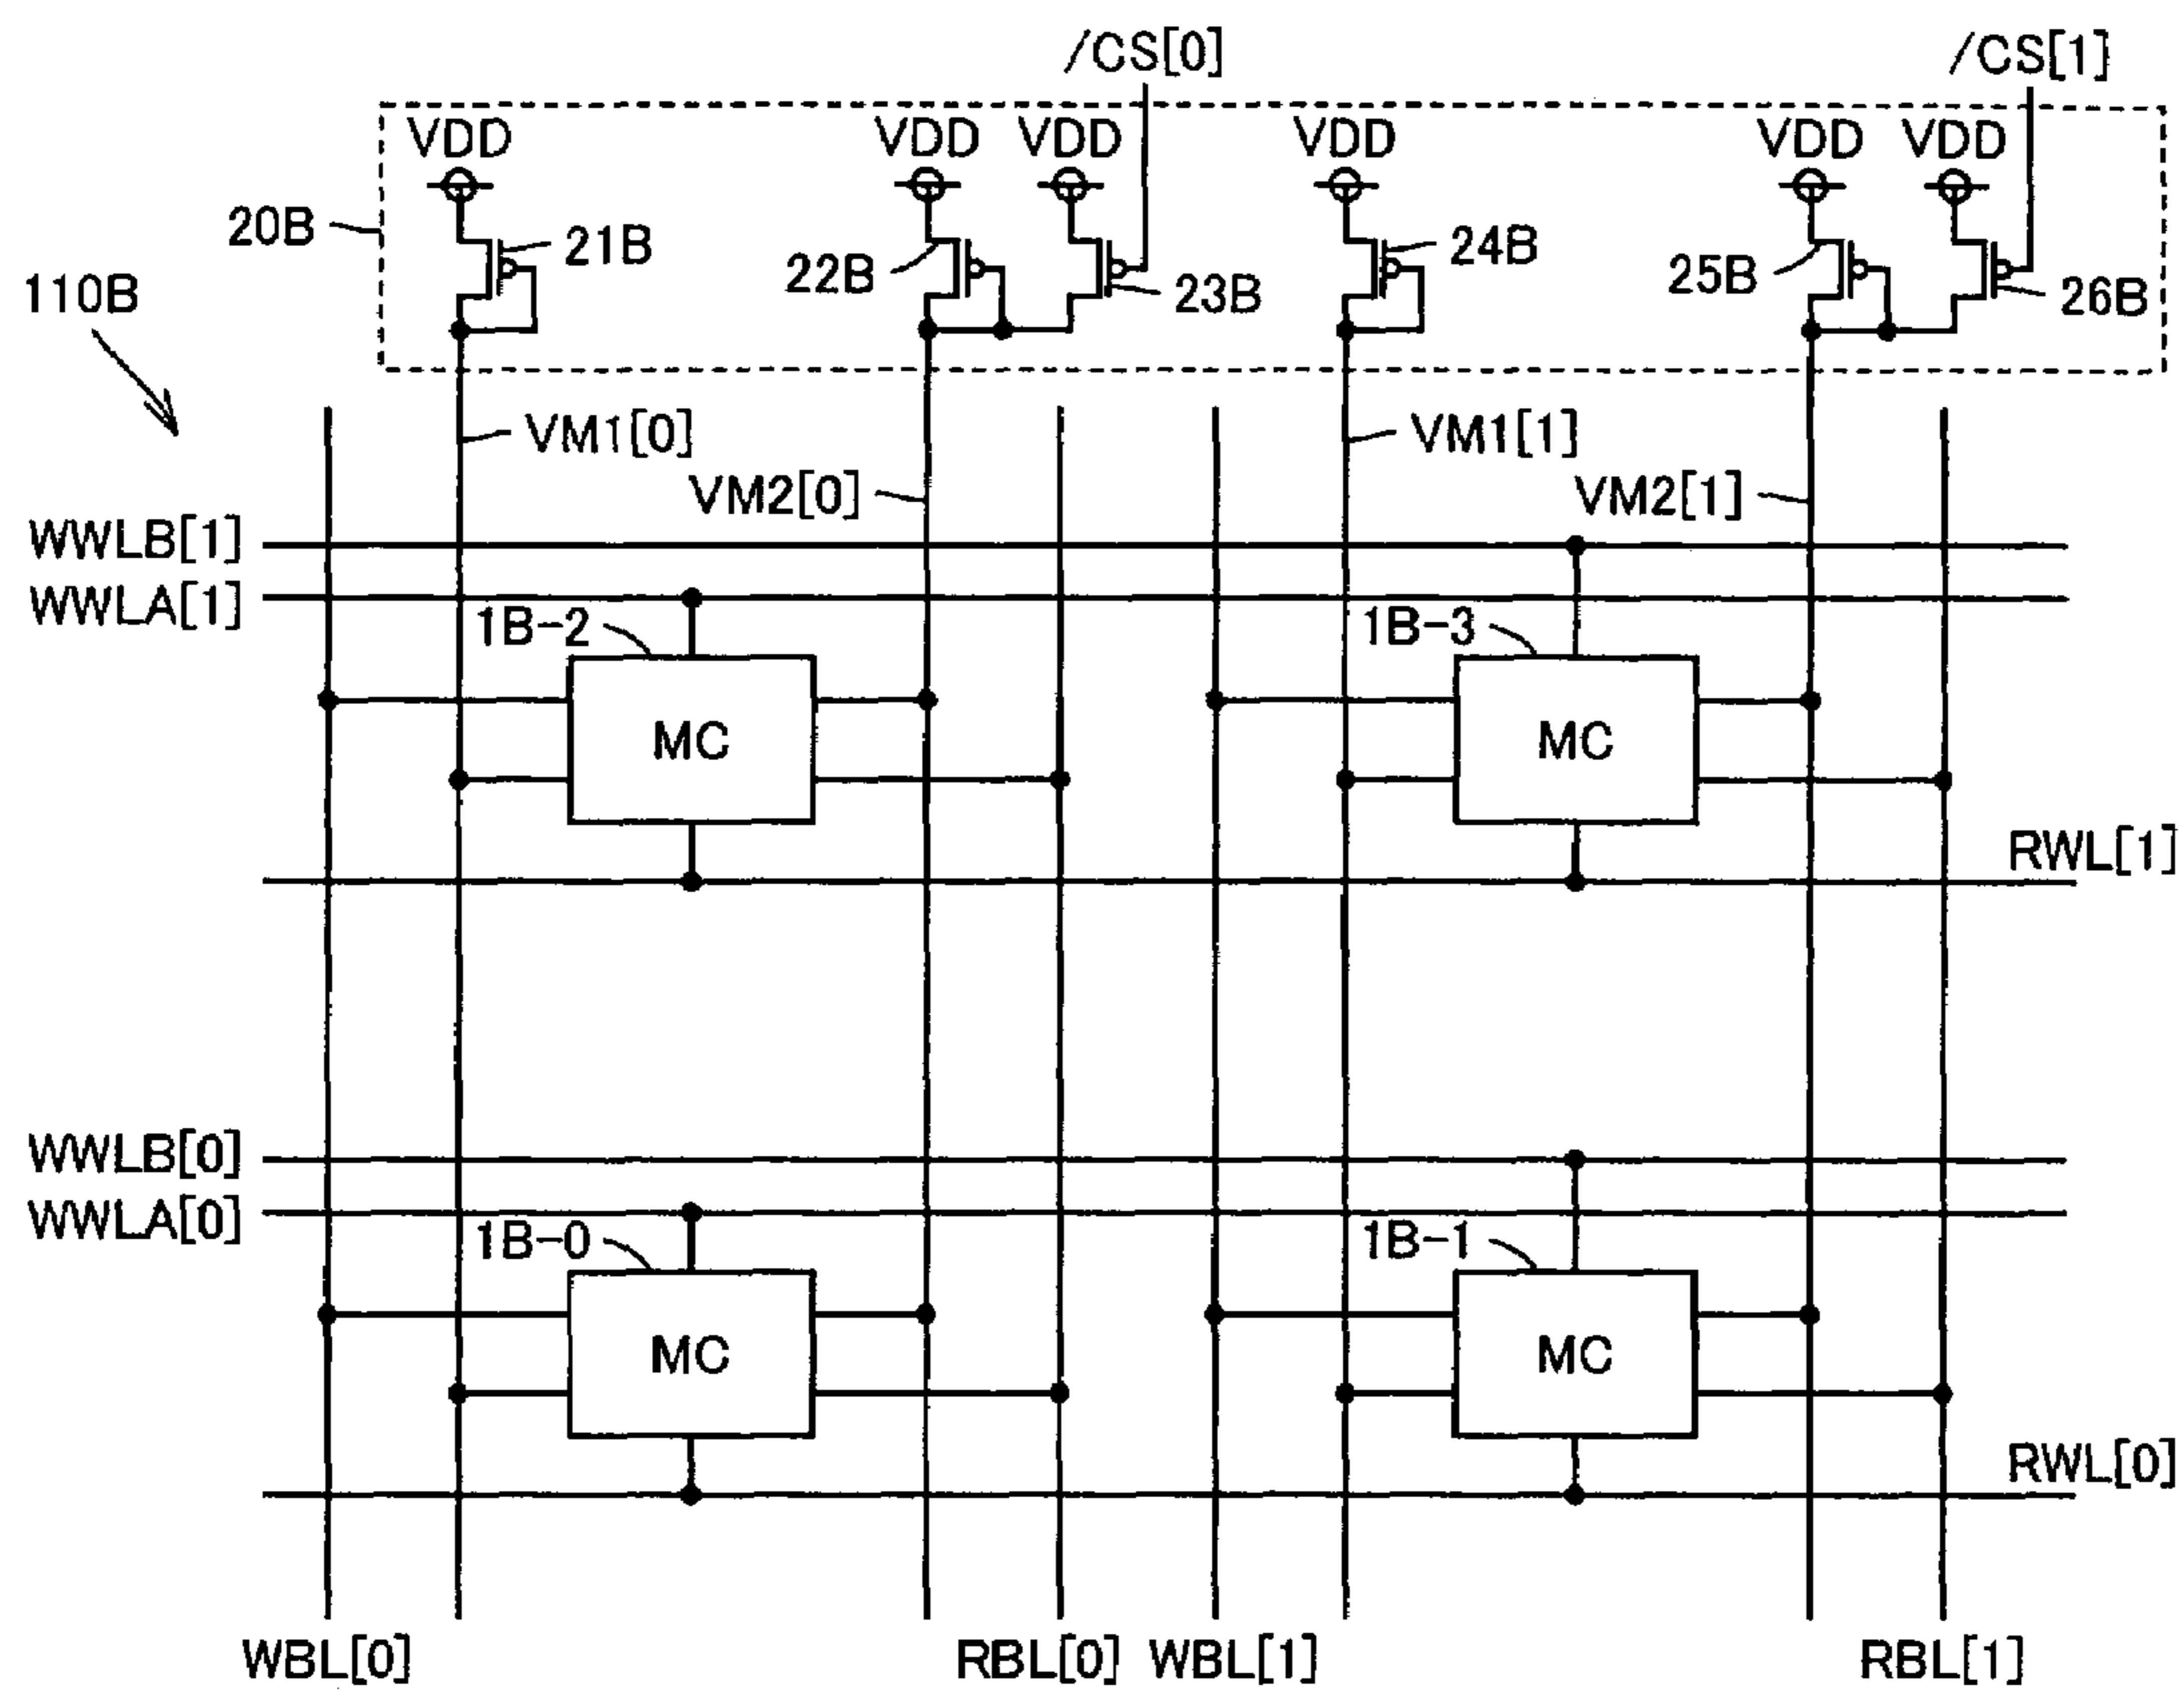 /CS[0] /CS[1]
VDD VDD VDD VDD VDD VDD
20B 21B 22B 23B 24B 25B 26B
110B
VM1[0] VM1[1]
VM2[0] VM2[1]
WWLB[1]
WWLA[1]
1B-2 1B-3
MC MC
RWL[1]
WWLB[0]
WWLA[0]
1B-0 1B-1
MC MC
RWL[0]
WBL[0] RBL[0] WBL[1] RBL[1]